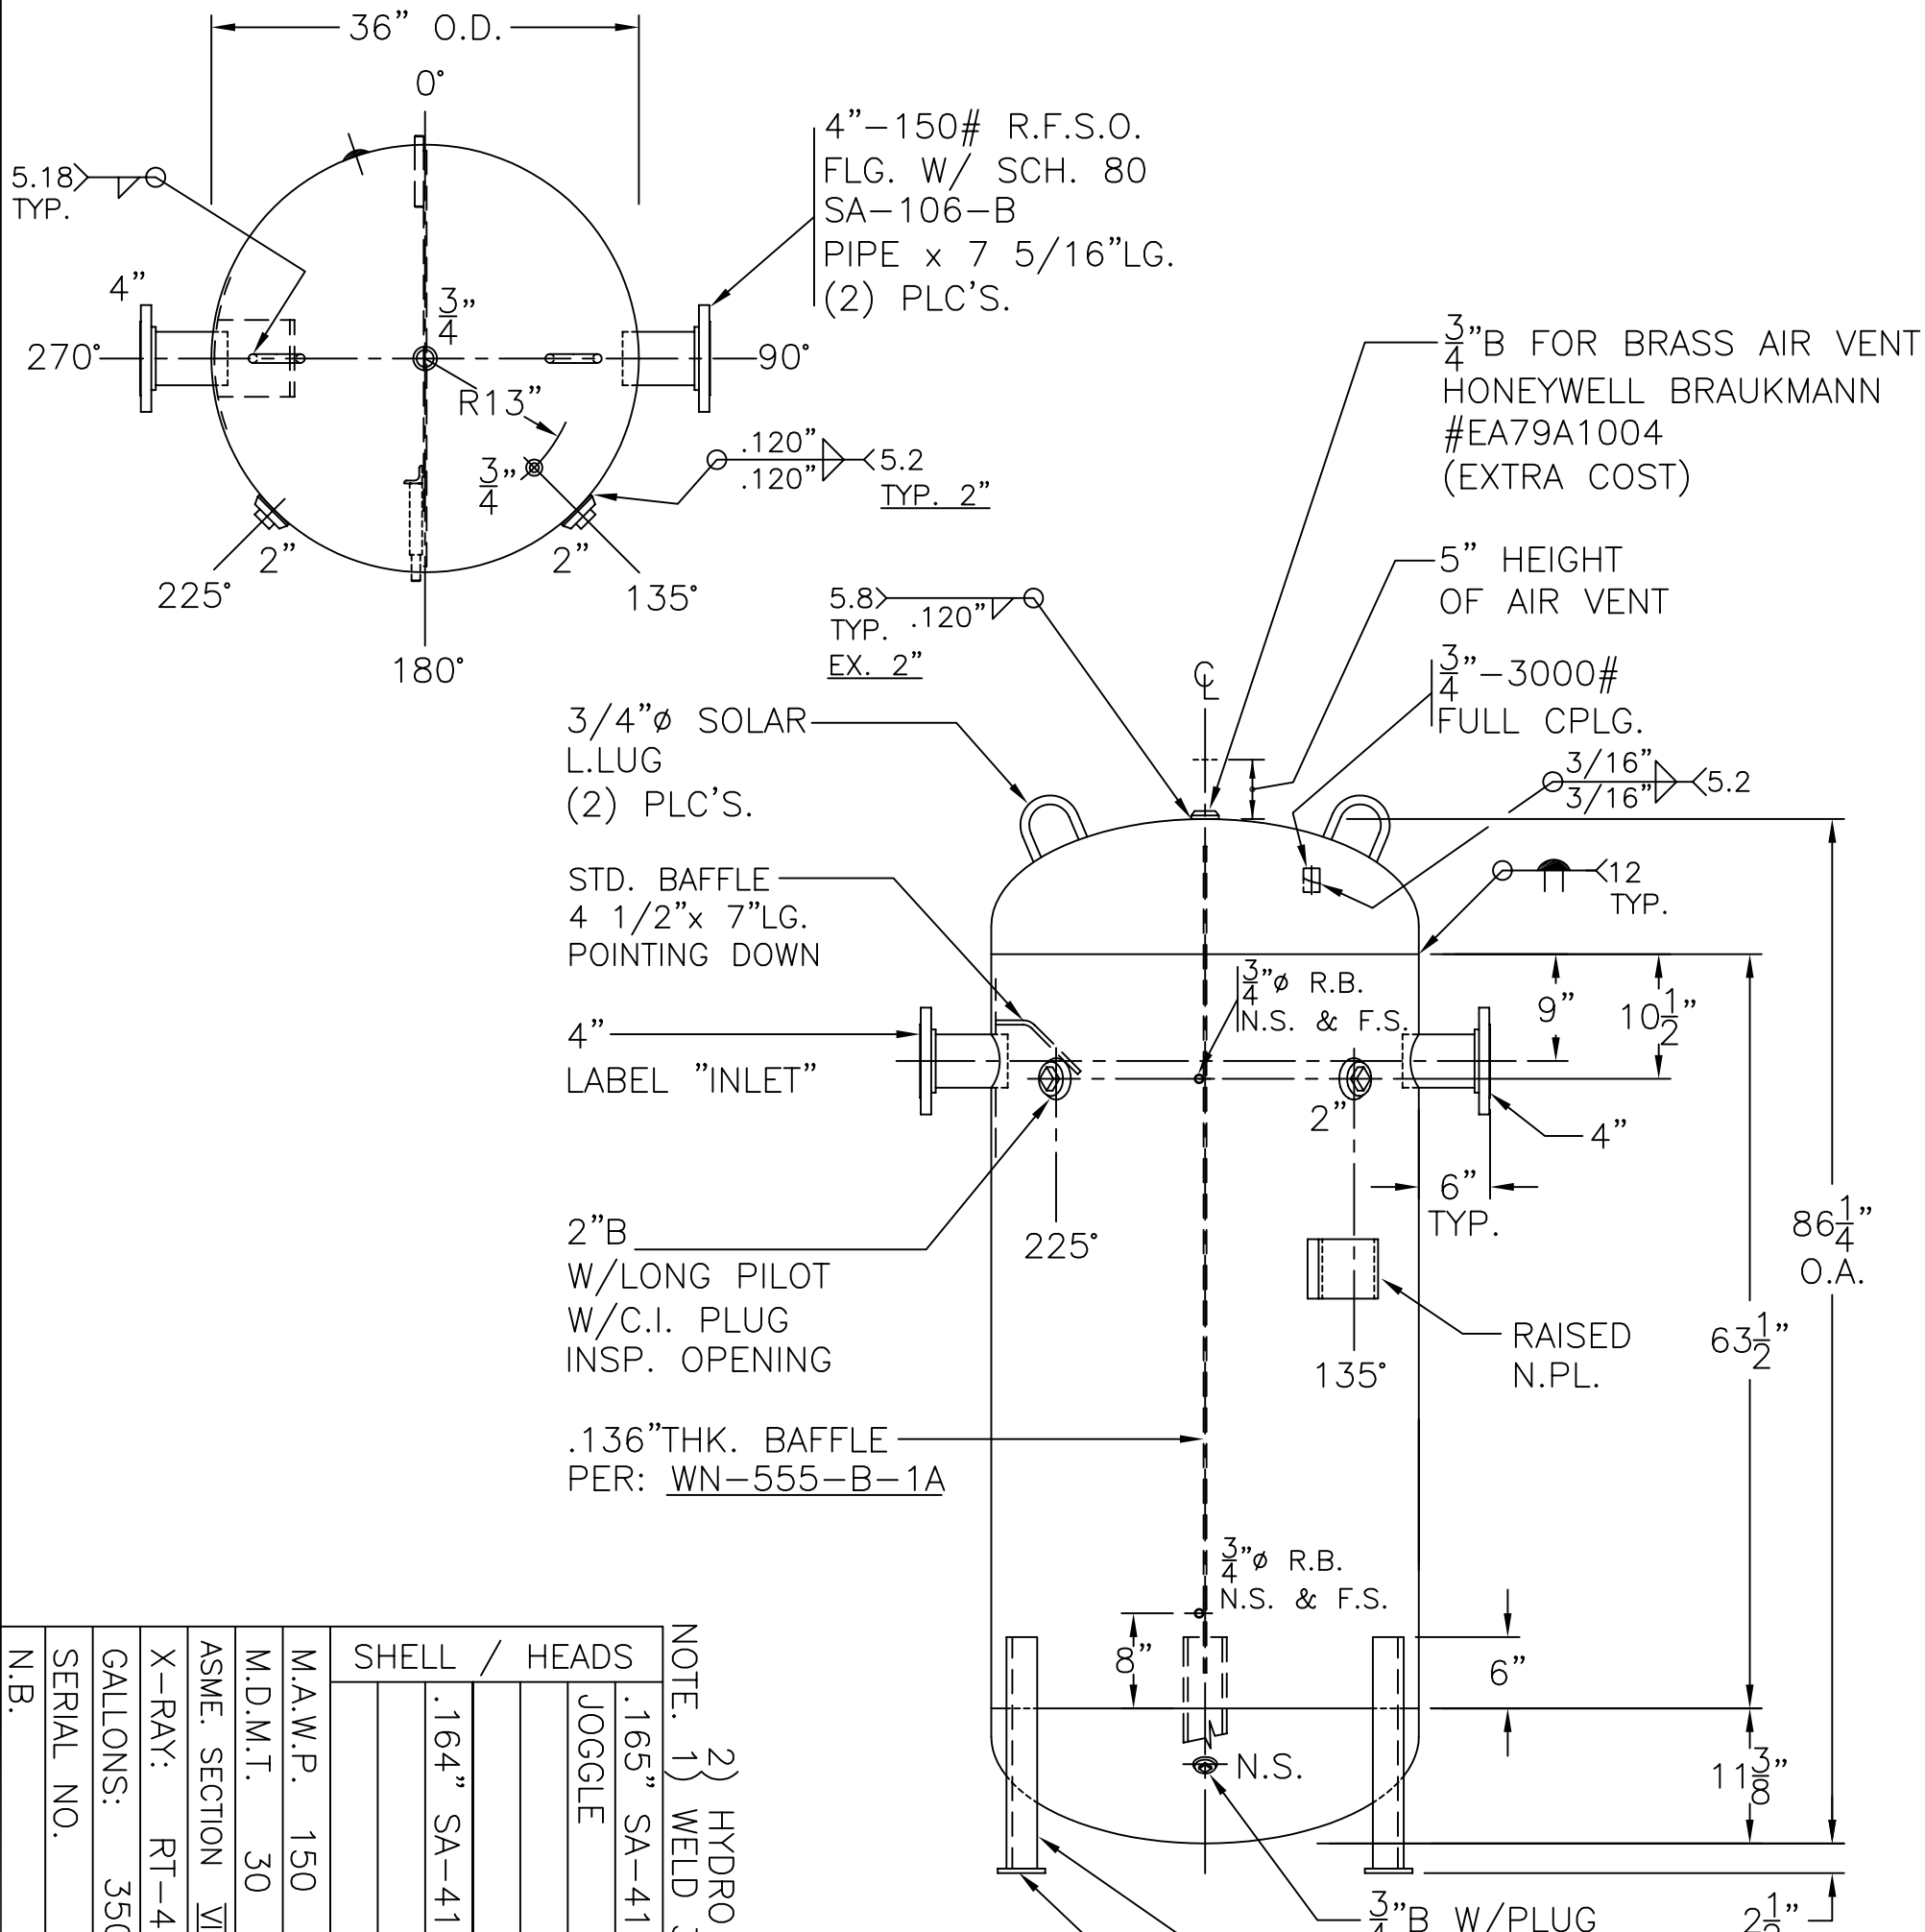 36" O.D.
0°
5.18
TYP.
4"-150# R.F.S.O.
FLG. W/ SCH. 80
SA-106-B
PIPE x 7 5/16"LG.
(2) PLC'S.
4"
3/4"
270°
90°
R13"
3/4"
.120"
.120"
5.2
TYP. 2"
2"
2"
225°
135°
180°
3/4"B FOR BRASS AIR VENT
HONEYWELL BRAUKMANN
#EA79A1004
(EXTRA COST)
5" HEIGHT
OF AIR VENT
5.8
TYP.
.120"
EX. 2"
℄
3/4"-3000#
FULL CPLG.
3/16"
3/16"
5.2
3/4"ø SOLAR
L.LUG
(2) PLC'S.
12
TYP.
STD. BAFFLE
4 1/2"x 7"LG.
POINTING DOWN
3/4"ø R.B.
N.S. & F.S.
9"
10 1/2"
4"
LABEL "INLET"
2"
4"
6"
TYP.
86 1/4"
O.A.
2"B
W/LONG PILOT
W/C.I. PLUG
INSP. OPENING
225°
135°
RAISED
N.PL.
63 1/2"
.136"THK. BAFFLE
PER: WN-555-B-1A
3/4"ø R.B.
N.S. & F.S.
8"
6"
N.S.
11 3/8"
3/4"B W/PLUG
2 1/2"
NOTE. 1) WELD
2) HYDRO
SHELL / HEADS
.165" SA-41
JOGGLE
.164" SA-41
M.A.W.P. 150
M.D.M.T. 30
ASME. SECTION VI
X-RAY: RT-4
GALLONS: 350
SERIAL NO.
N.B.